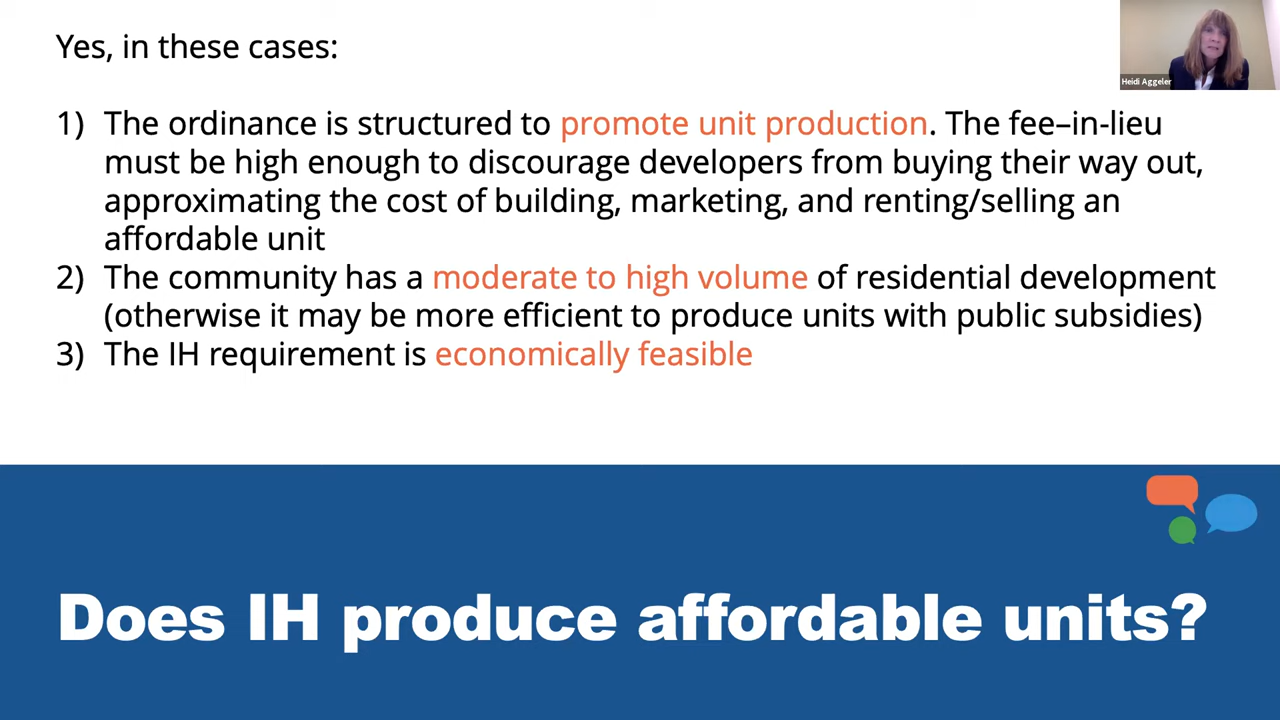 Yes, in these cases:
1) The ordinance is structured to promote unit production. The fee–in-lieu
must be high enough to discourage developers from buying their way out,
approximating the cost of building, marketing, and renting/selling an
affordable unit
2) The community has a moderate to high volume of residential development
(otherwise it may be more efficient to produce units with public subsidies)
3) The IH requirement is economically feasible
Heidi Aggeler
Does IH produce affordable units?